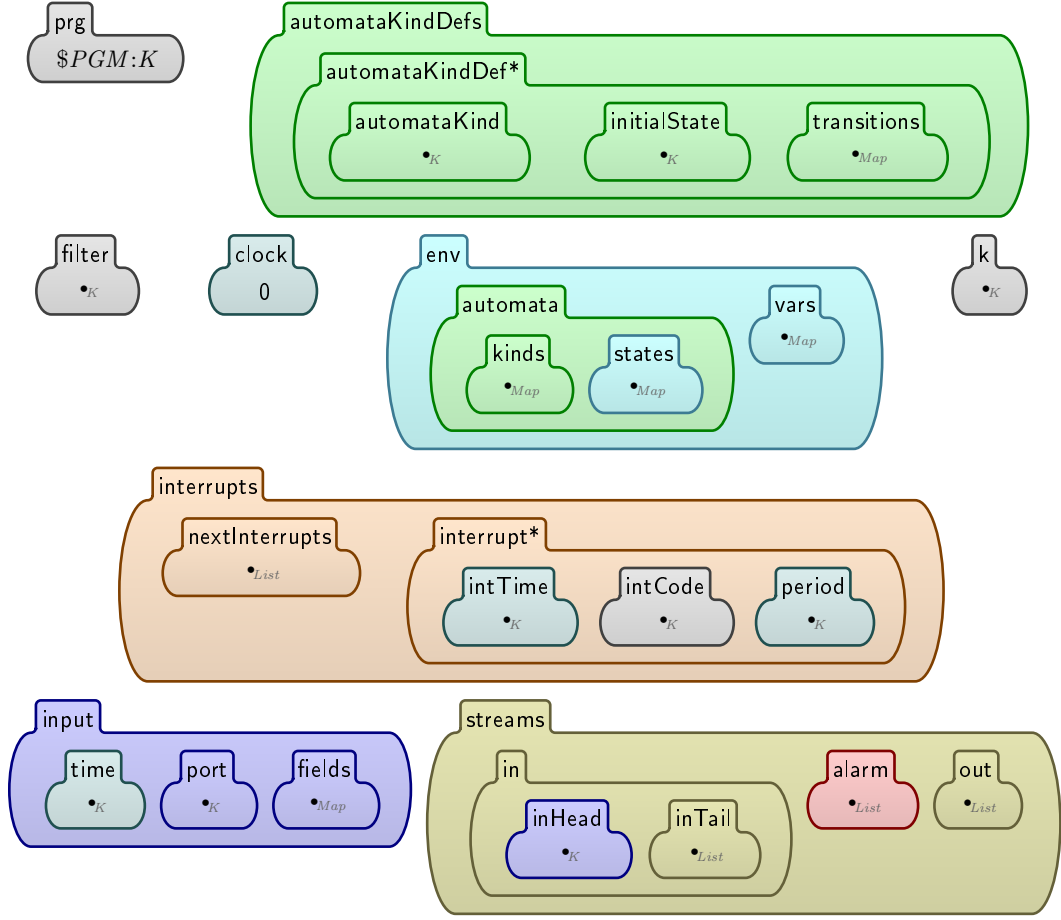 prg automataKindDefs
$PGM:K
automataKindDef*
automataKind initialState transitions
•K •K •Map
filter clock env k
•K 0 •K
automata vars
•Map
kinds states
•Map •Map
interrupts
nextInterrupts interrupt*
•List
intTime intCode period
•K •K •K
input streams
time port fields in alarm out
•K •K •Map •List •List
inHead inTail
•K •List